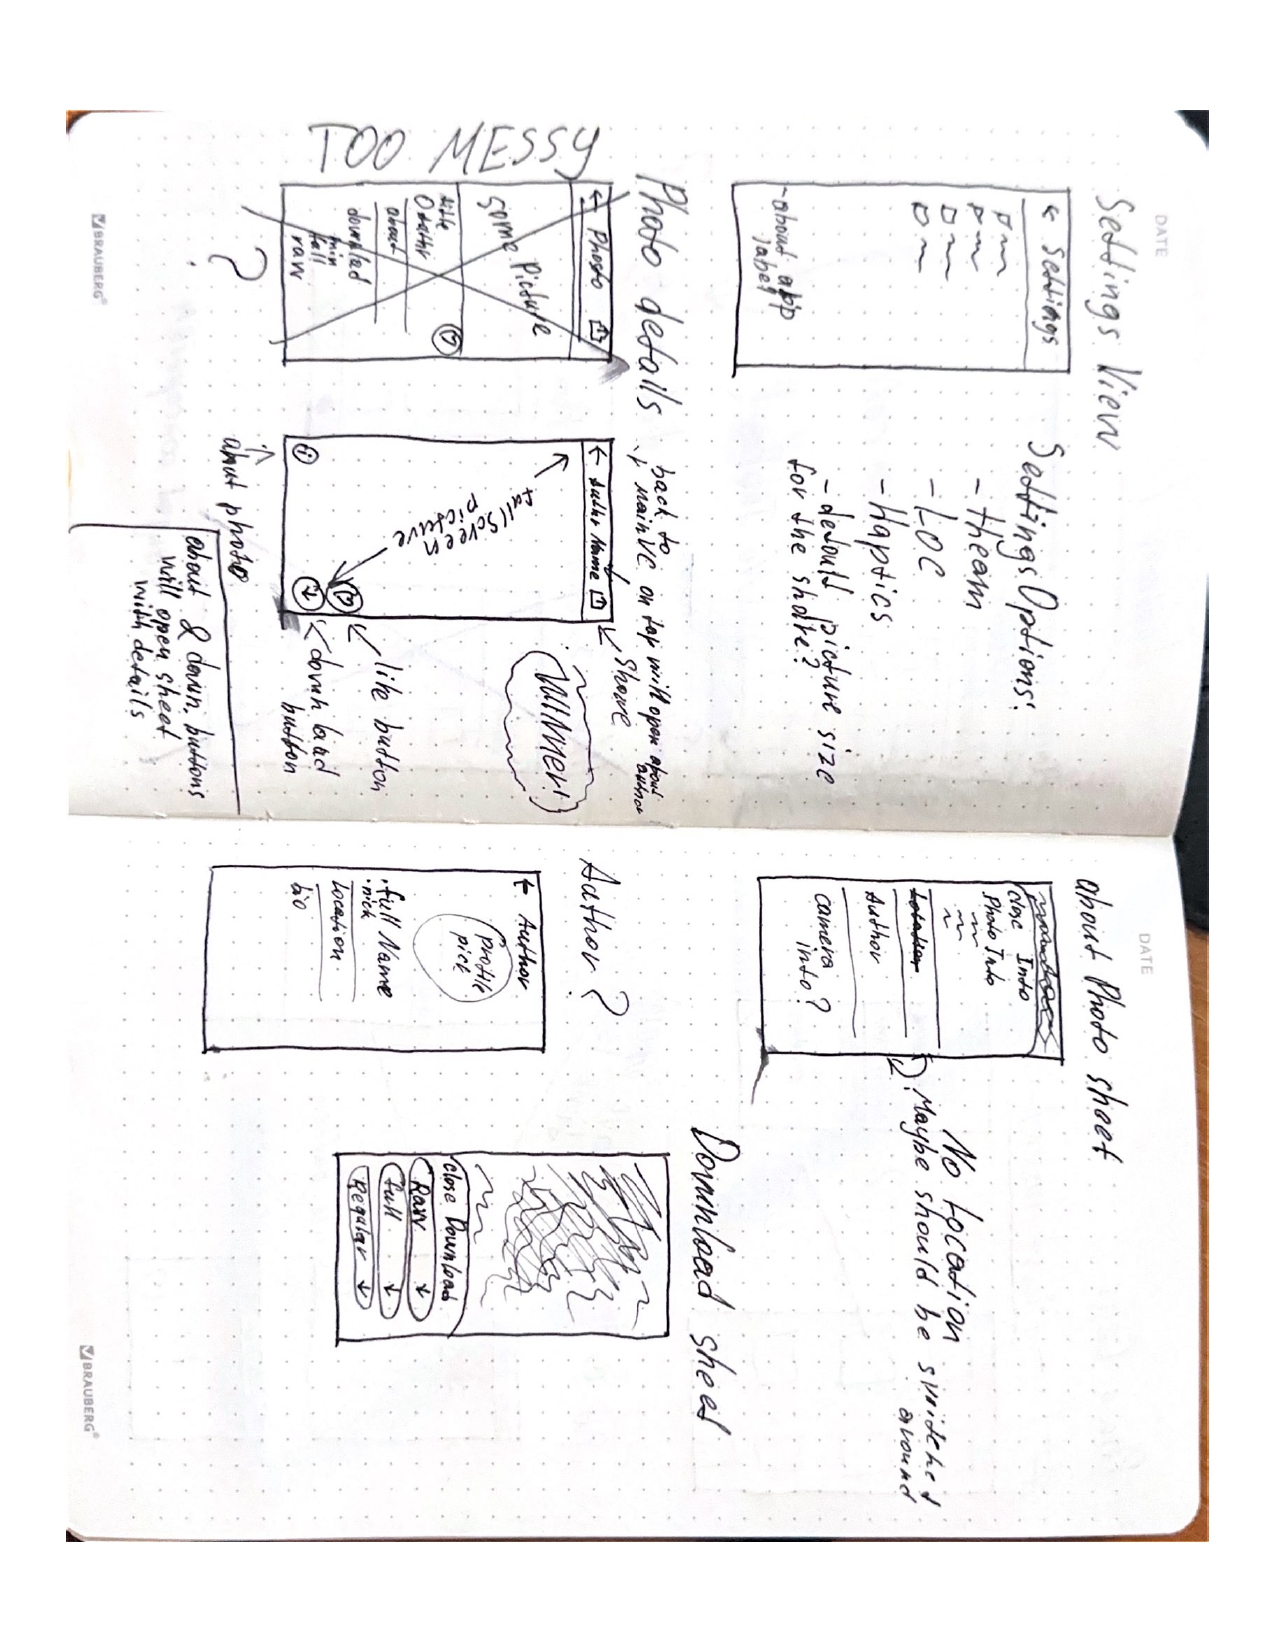 DATE
Settings View
← Settings
- about app
label
Settings Options:
- theam
- LOC
- Haptics
- defould picture size
for the share?
TOO MESSY
Photo details
← Photo
Some Picture
title
about
download
min
full
raw
?
back to
main VC on top will open about
author
← Author Name
Share
full screen
picture
WINNER!
like button
download
button
about photo
about & down. buttons
will open sheet
with details
BRAUBERG®
DATE
about Photo sheet
Close Info
Photo Info
Location
Author
camera
info?
No Location
Maybe should be switched
around
Author?
← Author
profile
pick
. full Name
. nick
Location
bio
Download sheet
Close Download
Raw ↓
full ↓
Regular ↓
BRAUBERG®